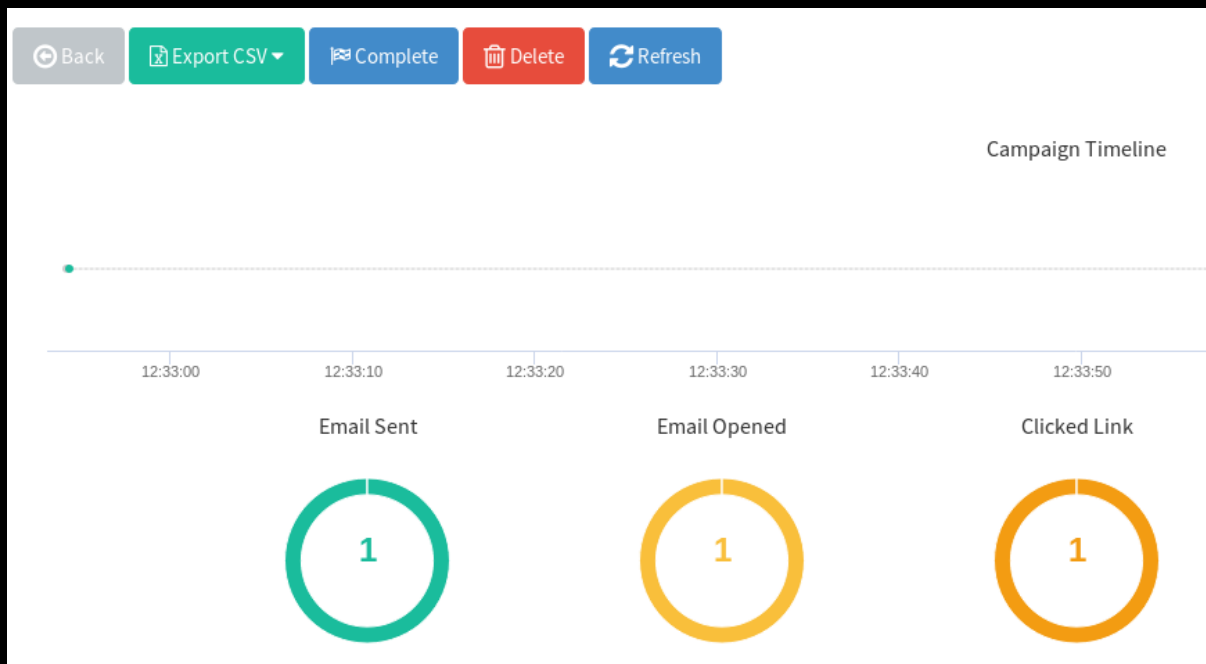 Back Export CSV Complete Delete Refresh
Campaign Timeline
12:33:00 12:33:10 12:33:20 12:33:30 12:33:40 12:33:50
Email Sent Email Opened Clicked Link
1 1 1